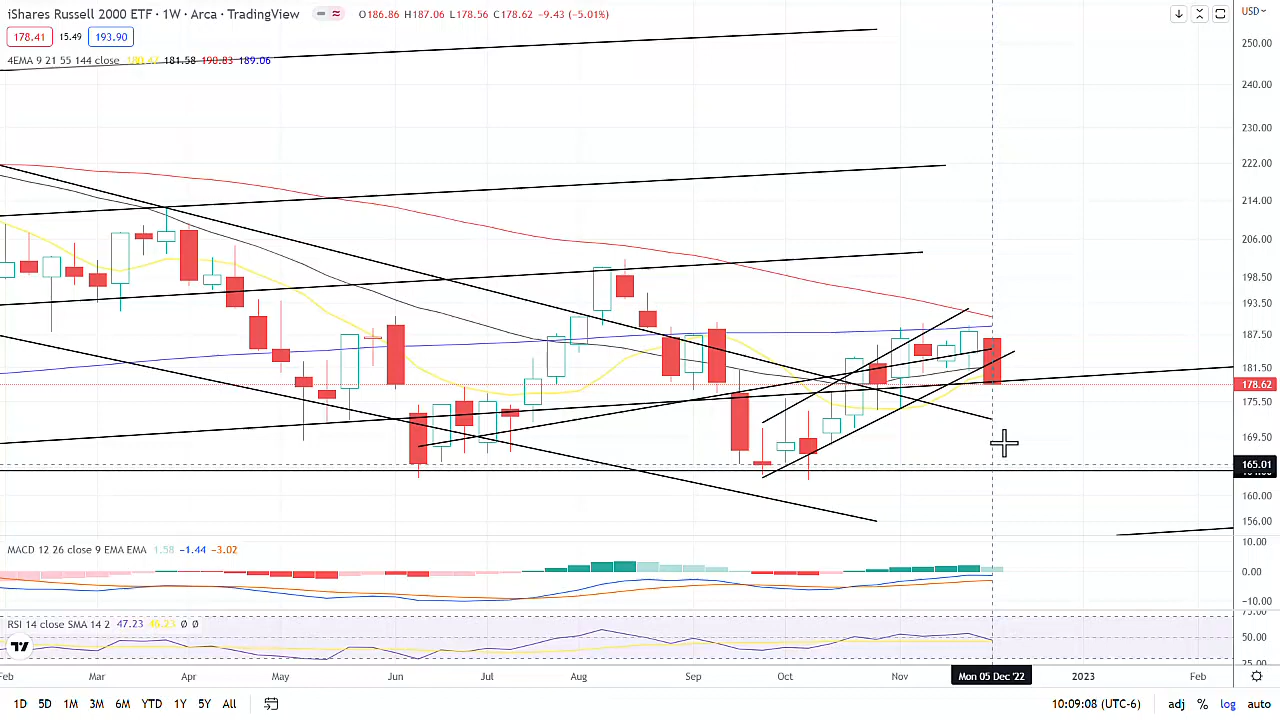 iShares Russell 2000 ETF · 1W · Arca · TradingView O186.86 H187.06 L178.56 C178.62 −9.43 (−5.01%)
USD
178.41 15.49 193.90
4EMA 9 21 55 144 close 180.47 181.58 190.83 189.06
250.00
240.00
230.00
222.00
214.00
206.00
198.50
193.50
187.50
181.50
178.62
175.50
169.50
165.01
160.00
156.00
MACD 12 26 close 9 EMA EMA 1.58 −1.44 −3.02
10.00
0.00
−10.00
RSI 14 close SMA 14 2 47.23 46.23 Ø Ø
75.00
50.00
25.00
Feb Mar Apr May Jun Jul Aug Sep Oct Nov Mon 05 Dec '22 2023 Feb
1D 5D 1M 3M 6M YTD 1Y 5Y All 10:09:08 (UTC-6) adj % log auto